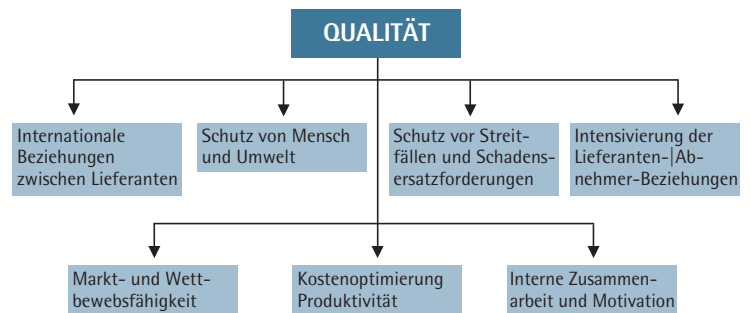 QUALITÄT
Internationale
Beziehungen
zwischen Lieferanten
Schutz von Mensch
und Umwelt
Schutz vor Streit-
fällen und Schadens-
ersatzforderungen
Intensivierung der
Lieferanten-|Ab-
nehmer-Beziehungen
Markt- und Wett-
bewebsfähigkeit
Kostenoptimierung
Produktivität
Interne Zusammen-
arbeit und Motivation